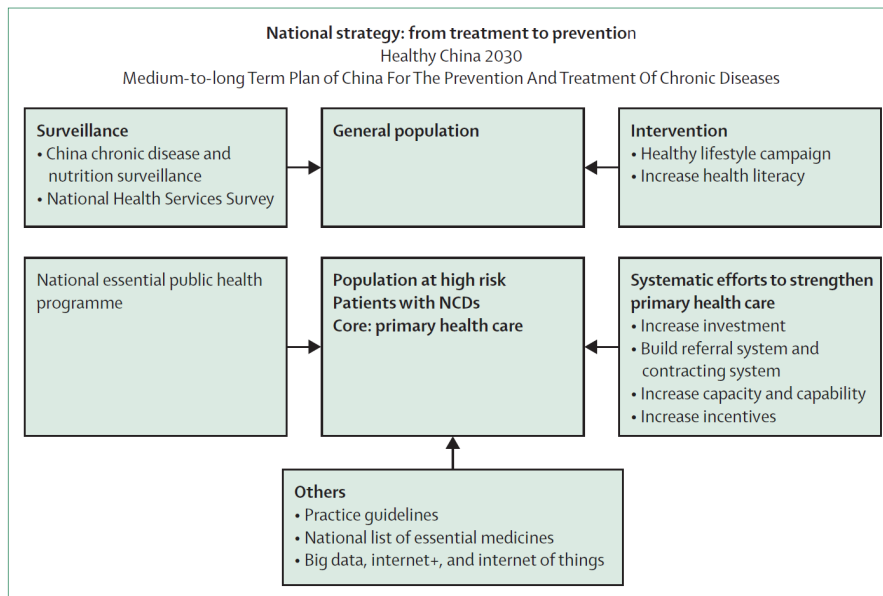 National strategy: from treatment to prevention
Healthy China 2030
Medium-to-long Term Plan of China For The Prevention And Treatment Of Chronic Diseases
Surveillance
• China chronic disease and
nutrition surveillance
• National Health Services Survey
General population
Intervention
• Healthy lifestyle campaign
• Increase health literacy
National essential public health
programme
Population at high risk
Patients with NCDs
Core: primary health care
Systematic efforts to strengthen
primary health care
• Increase investment
• Build referral system and
contracting system
• Increase capacity and capability
• Increase incentives
Others
• Practice guidelines
• National list of essential medicines
• Big data, internet+, and internet of things